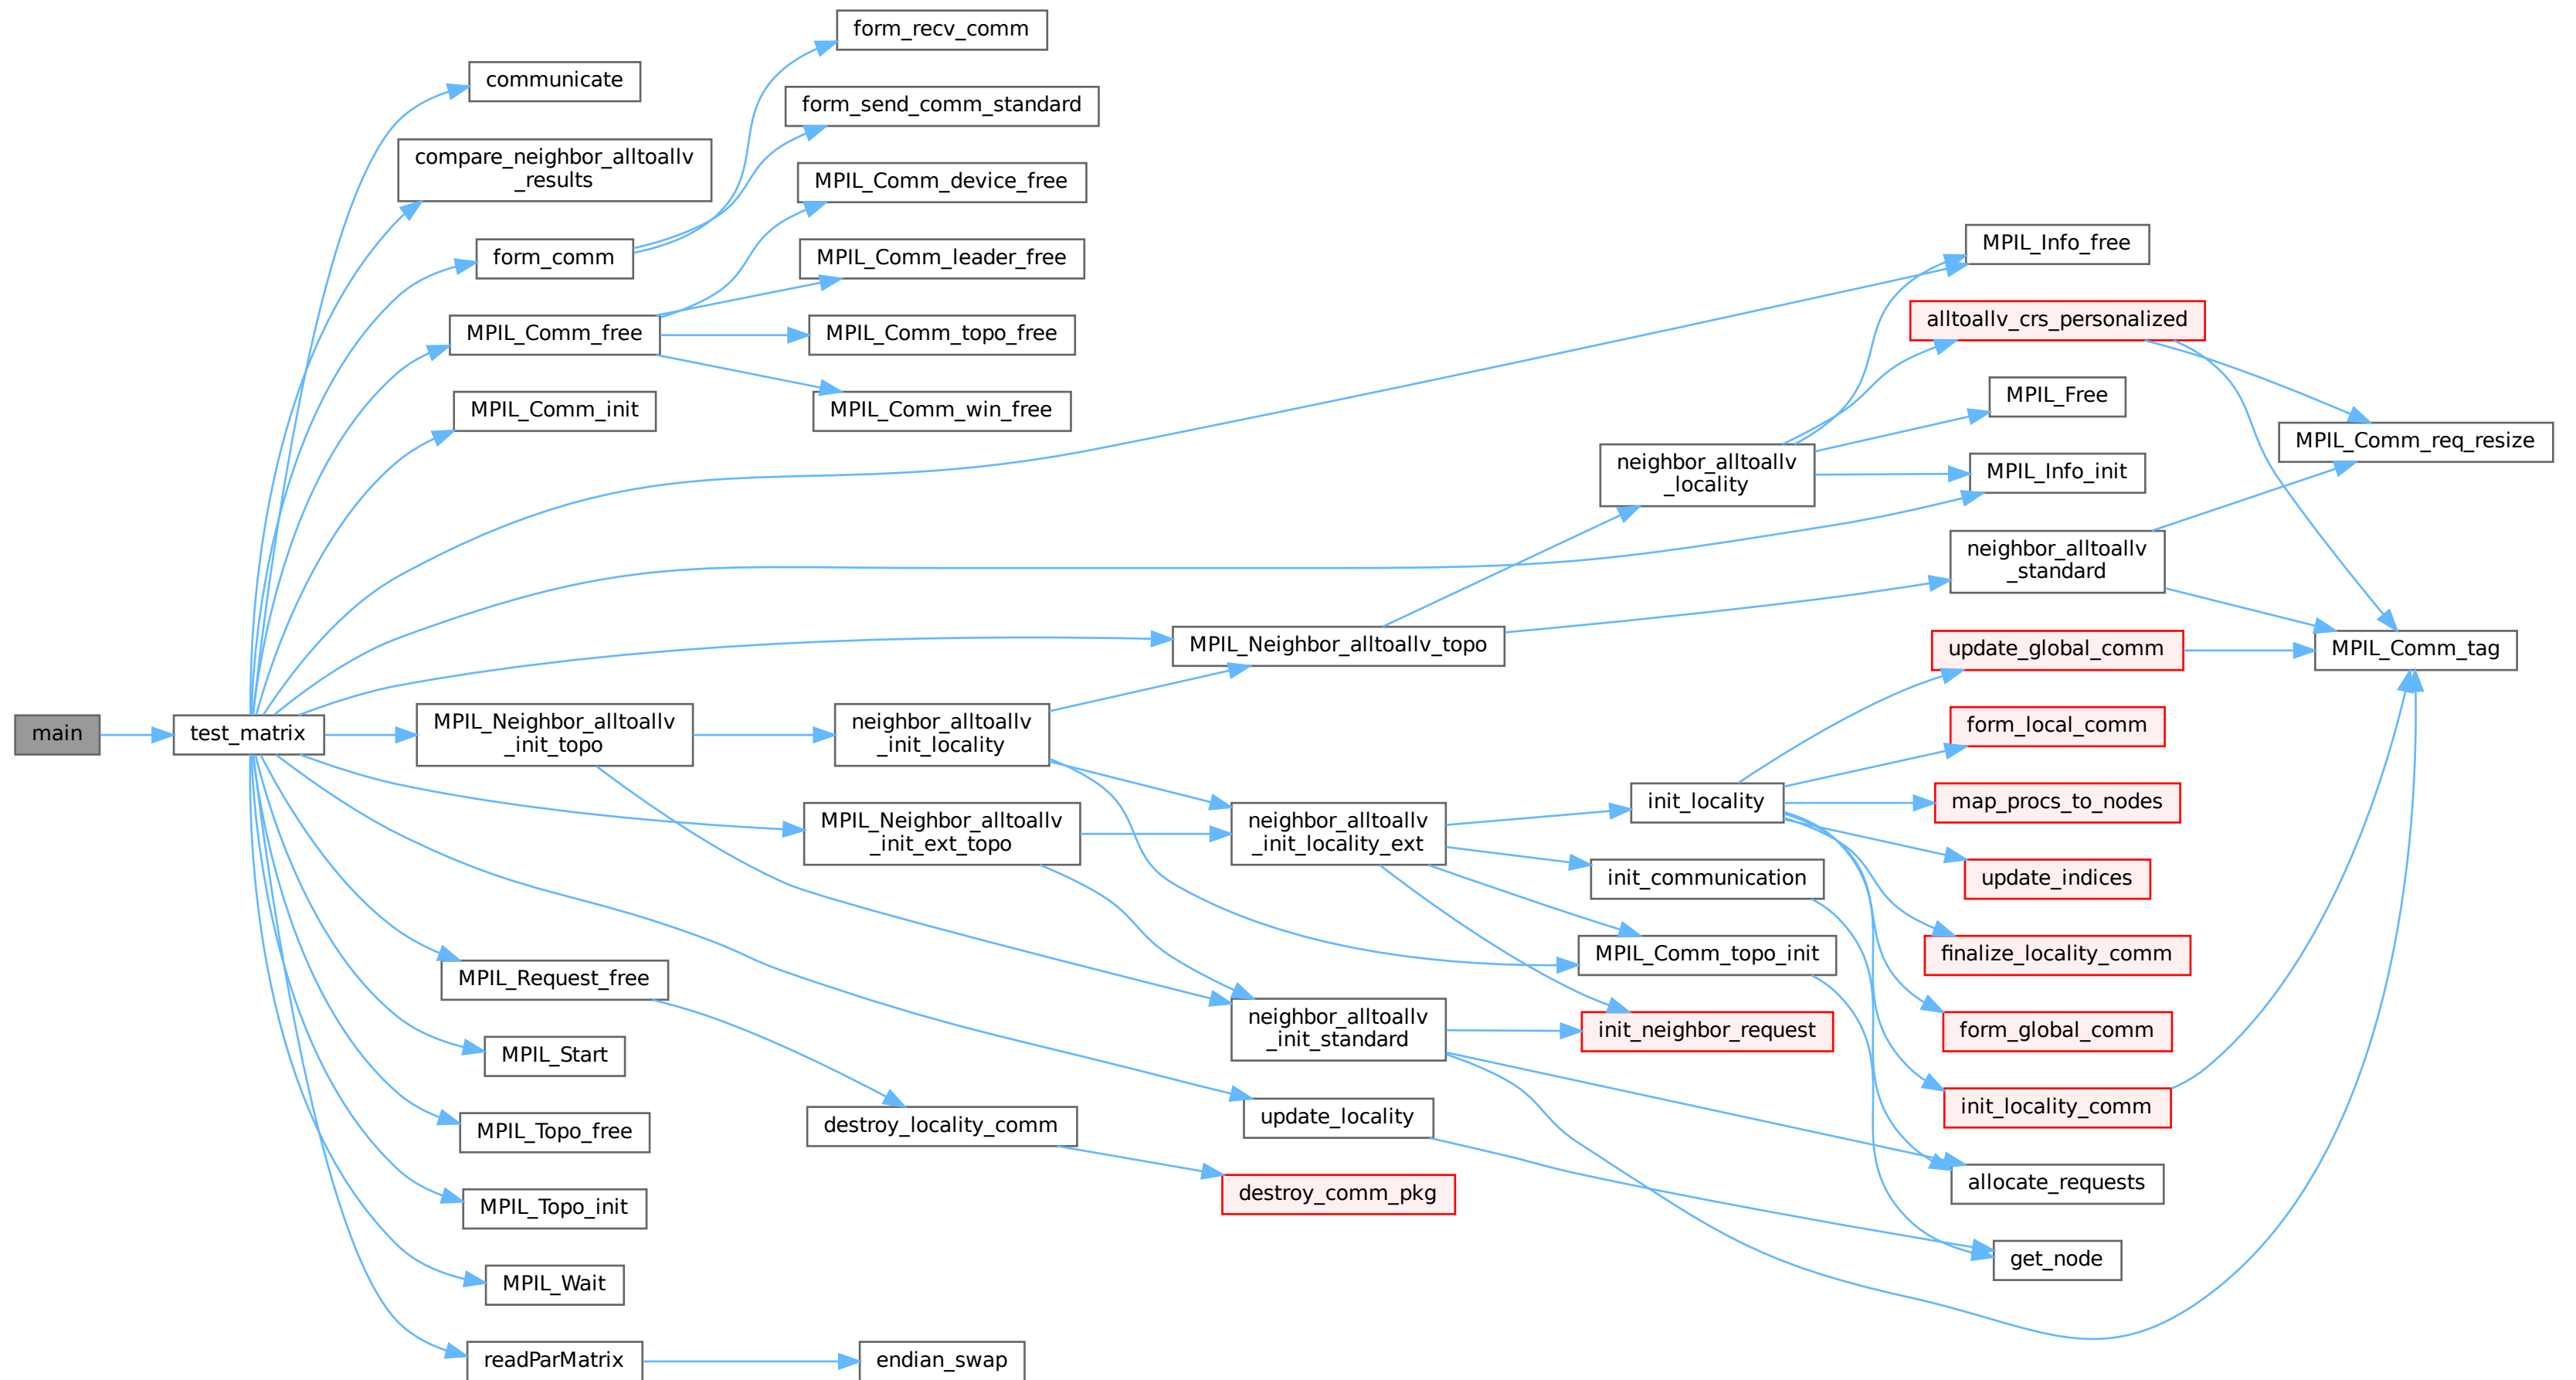 form_recv_comm
communicate
form_send_comm_standard
compare_neighbor_alltoallv
_results
MPIL_Comm_device_free
form_comm
MPIL_Comm_leader_free
MPIL_Info_free
MPIL_Comm_free
MPIL_Comm_topo_free
alltoallv_crs_personalized
MPIL_Comm_init
MPIL_Comm_win_free
MPIL_Free
MPIL_Comm_req_resize
neighbor_alltoallv
_locality
MPIL_Info_init
neighbor_alltoallv
_standard
MPIL_Neighbor_alltoallv_topo
update_global_comm
MPIL_Comm_tag
main
test_matrix
MPIL_Neighbor_alltoallv
_init_topo
neighbor_alltoallv
_init_locality
form_local_comm
MPIL_Neighbor_alltoallv
_init_ext_topo
neighbor_alltoallv
_init_locality_ext
init_locality
map_procs_to_nodes
init_communication
update_indices
MPIL_Request_free
MPIL_Comm_topo_init
finalize_locality_comm
neighbor_alltoallv
_init_standard
init_neighbor_request
form_global_comm
MPIL_Start
destroy_locality_comm
update_locality
init_locality_comm
MPIL_Topo_free
destroy_comm_pkg
allocate_requests
MPIL_Topo_init
get_node
MPIL_Wait
readParMatrix
endian_swap